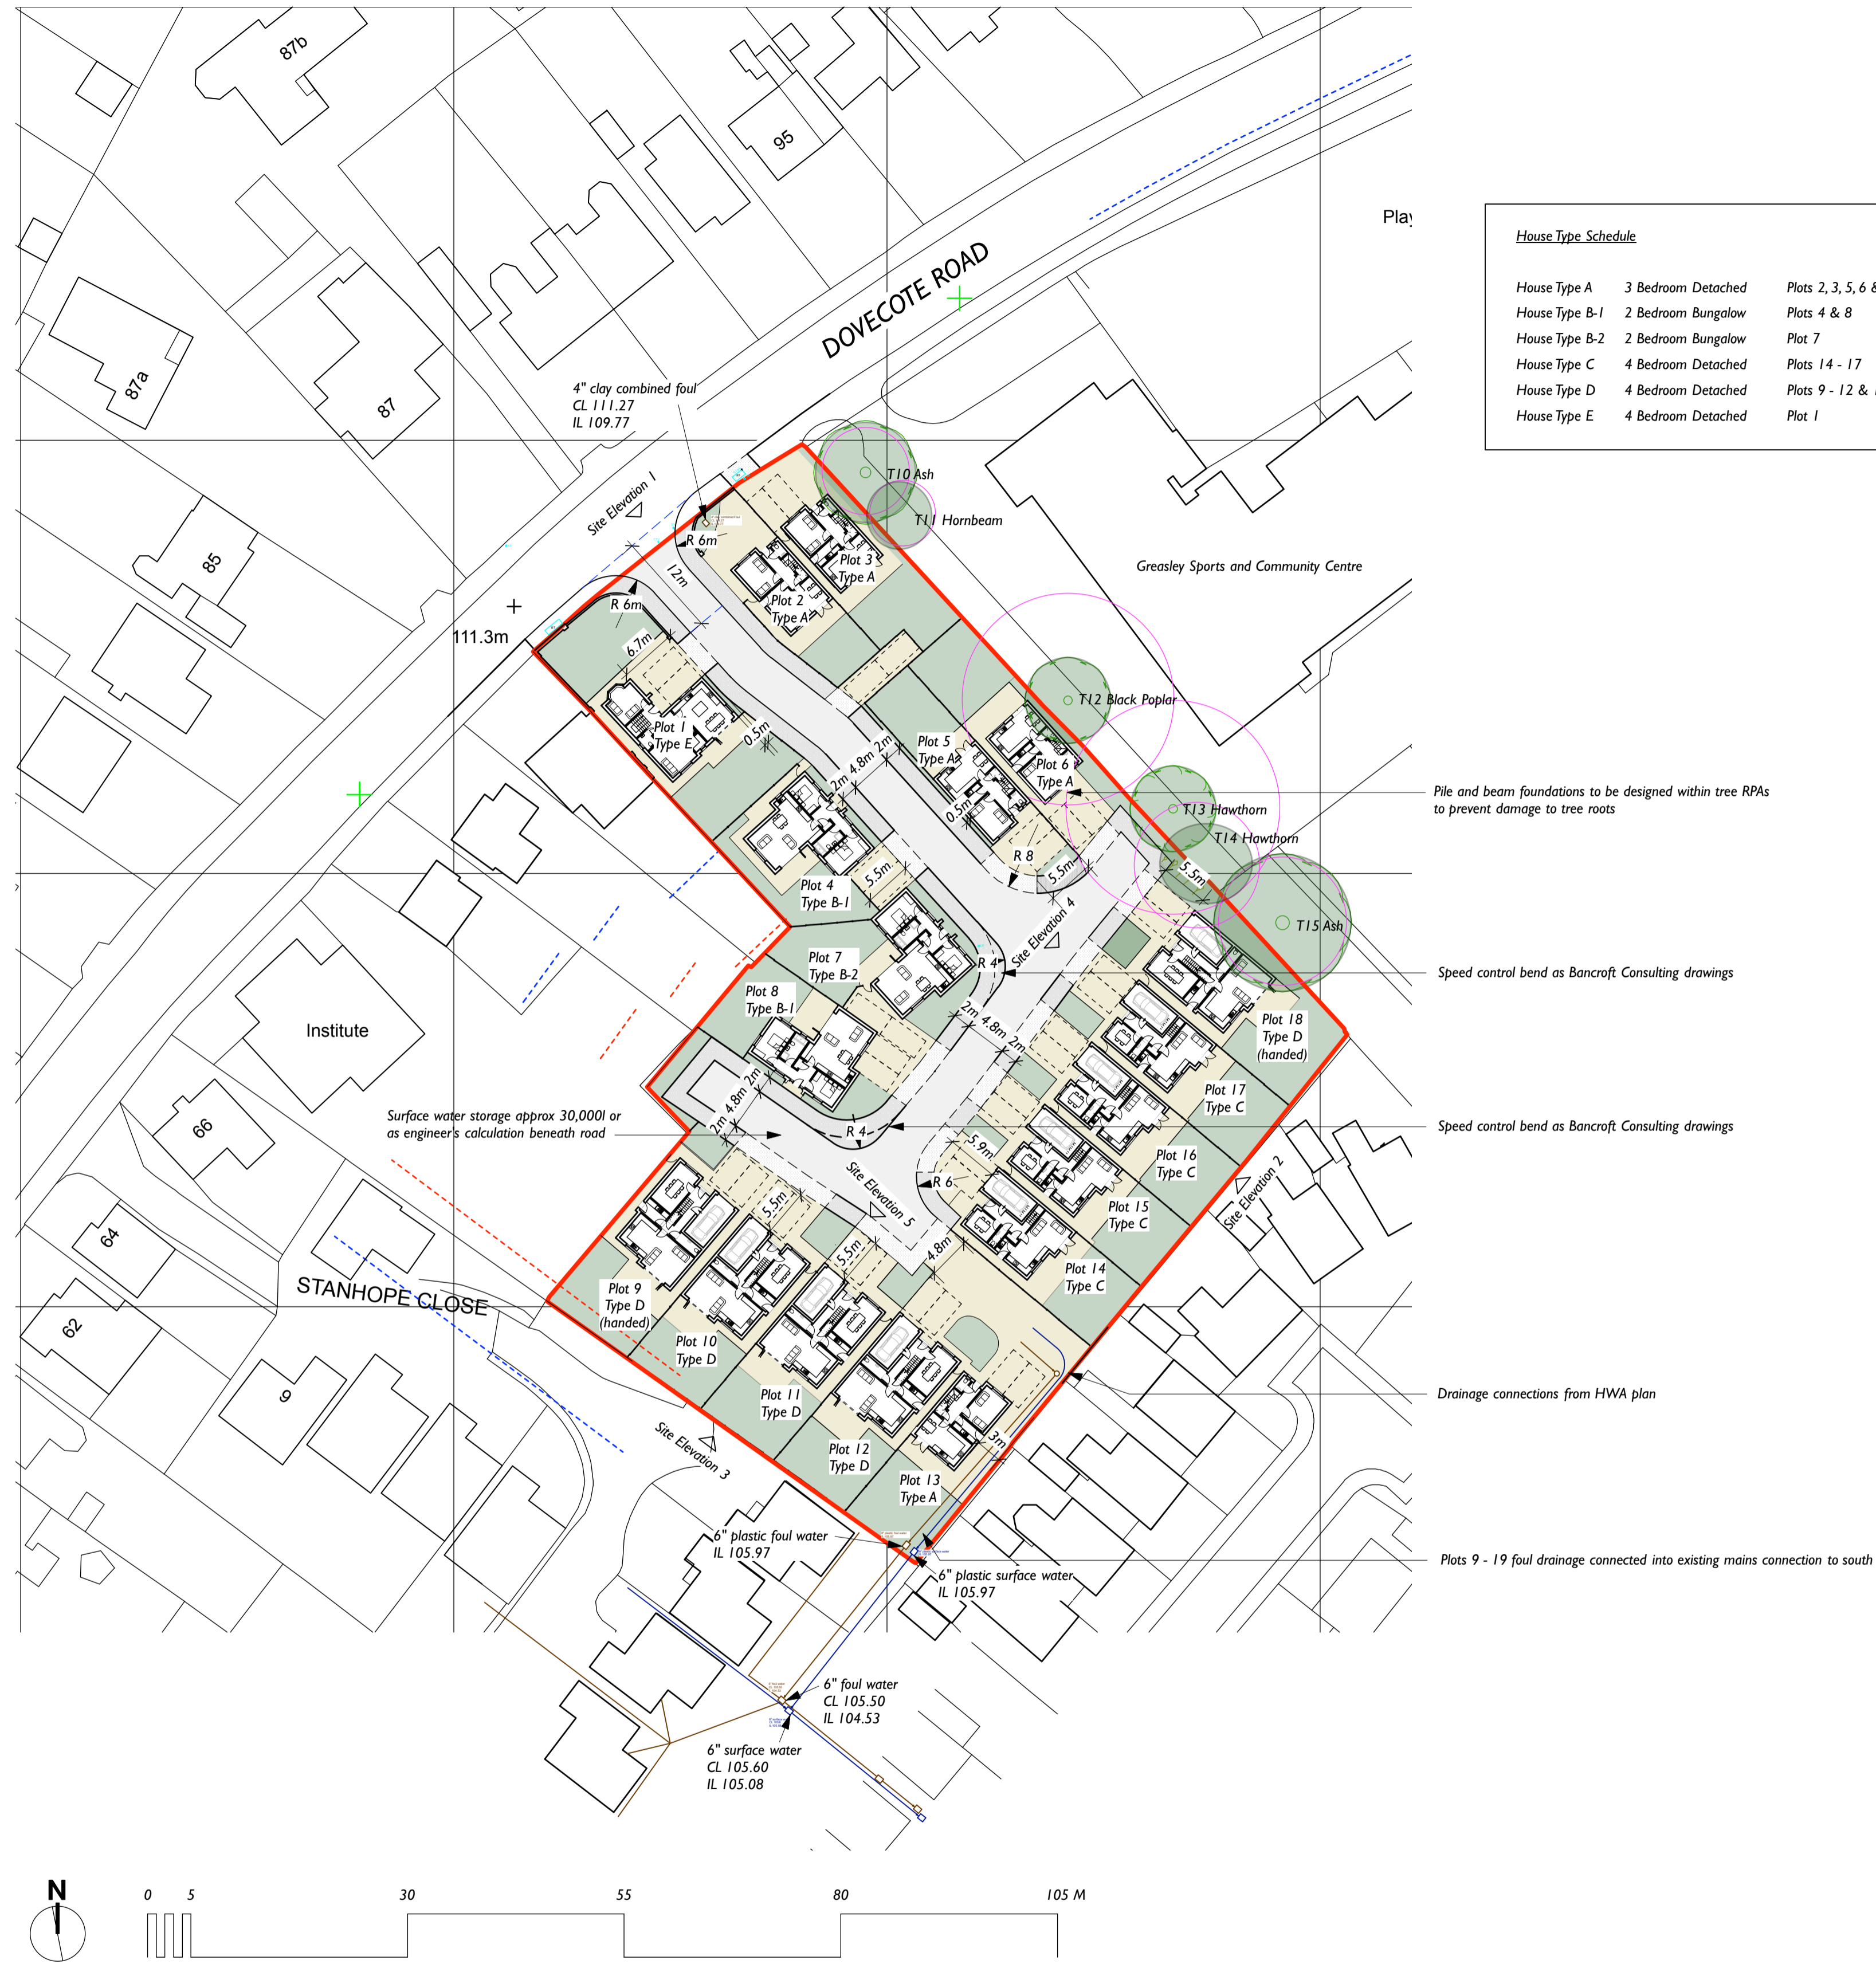 87b
95
Play
House Type Schedule
House Type A 3 Bedroom Detached Plots 2, 3, 5, 6 &
House Type B-1 2 Bedroom Bungalow Plots 4 & 8
House Type B-2 2 Bedroom Bungalow Plot 7
House Type C 4 Bedroom Detached Plots 14 - 17
House Type D 4 Bedroom Detached Plots 9 - 12 &
House Type E 4 Bedroom Detached Plot 1
DOVECOTE ROAD
87a
87
4" clay combined foul
CL 111.27
IL 109.77
T10 Ash
T11 Hornbeam
Site Elevation 1
R 6m
12m
Plot 3
Type A
Plot 2
Type A
Greasley Sports and Community Centre
85
R 6m
111.3m
6.7m
T12 Black Poplar
Plot 1
Type E
0.5m
Plot 5
Type A
Plot 6
Type A
2m 4.8m 2m
0.5m
Pile and beam foundations to be designed within tree RPAs
to prevent damage to tree roots
T13 Hawthorn
T14 Hawthorn
R 8
5.5m
5.5m
5.5m
Plot 4
Type B-1
T15 Ash
Site Elevation 4
R 4
Speed control bend as Bancroft Consulting drawings
Plot 7
Type B-2
Plot 8
Type B-1
Institute
2m 4.8m 2m
Plot 18
Type D
(handed)
Plot 17
Type C
2m 4.8m 2m
Surface water storage approx 30,000l or
as engineer's calculation beneath road
66
R 4
Speed control bend as Bancroft Consulting drawings
5.9m
Plot 16
Type C
Site Elevation 2
R 6
Site Elevation 5
5.5m
Plot 15
Type C
64
5.5m
4.8m
Plot 14
Type C
STANHOPE CLOSE
62
Plot 9
Type D
(handed)
Plot 10
Type D
9
Plot 11
Type D
Drainage connections from HWA plan
Site Elevation 3
3m
Plot 12
Type D
Plot 13
Type A
6" plastic foul water
IL 105.97
6" plastic surface water
IL 105.97
Plots 9 - 19 foul drainage connected into existing mains connection to south
6" foul water
CL 105.50
IL 104.53
6" surface water
CL 105.60
IL 105.08
N
0 5 30 55 80 105 M